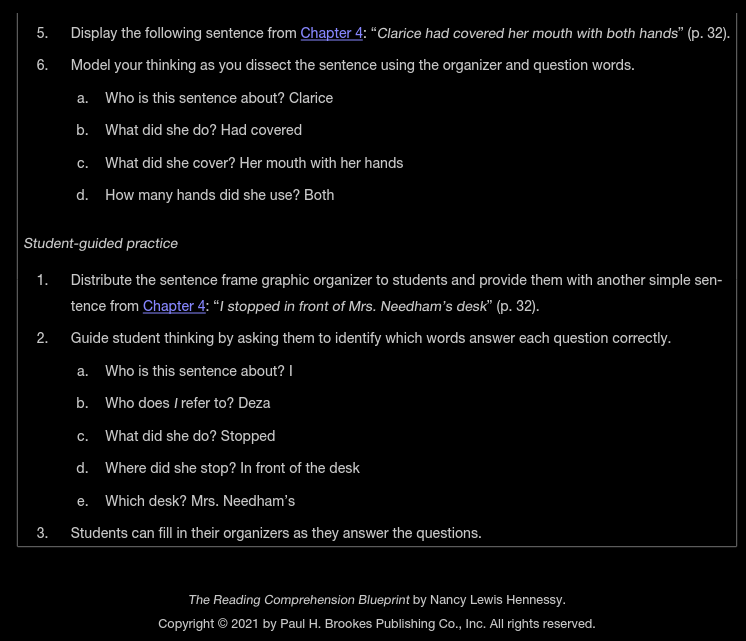 5. Display the following sentence from Chapter 4: “Clarice had covered her mouth with both hands” (p. 32).
6. Model your thinking as you dissect the sentence using the organizer and question words.
a. Who is this sentence about? Clarice
b. What did she do? Had covered
c. What did she cover? Her mouth with her hands
d. How many hands did she use? Both
Student-guided practice
1. Distribute the sentence frame graphic organizer to students and provide them with another simple sen-
tence from Chapter 4: “I stopped in front of Mrs. Needham’s desk” (p. 32).
2. Guide student thinking by asking them to identify which words answer each question correctly.
a. Who is this sentence about? I
b. Who does I refer to? Deza
c. What did she do? Stopped
d. Where did she stop? In front of the desk
e. Which desk? Mrs. Needham’s
3. Students can fill in their organizers as they answer the questions.
The Reading Comprehension Blueprint by Nancy Lewis Hennessy.
Copyright © 2021 by Paul H. Brookes Publishing Co., Inc. All rights reserved.